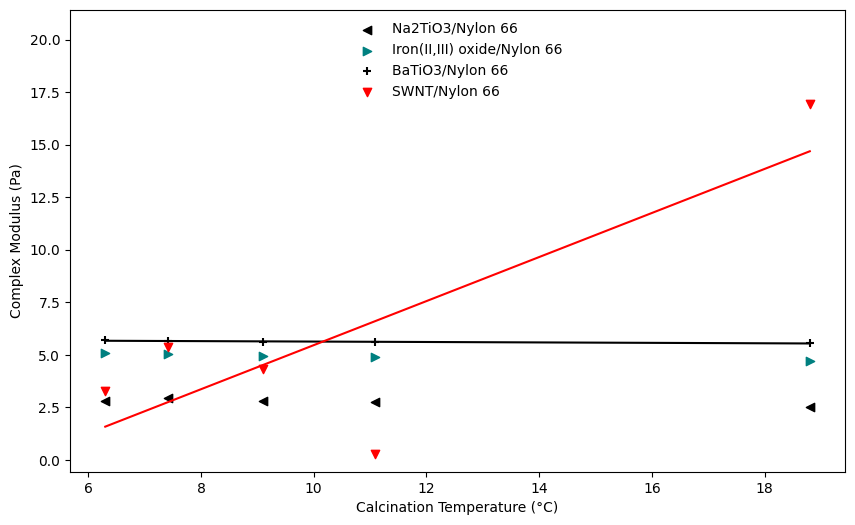 Na2TiO3/Nylon 66
Iron(II,III) oxide/Nylon 66
BaTiO3/Nylon 66
SWNT/Nylon 66
Complex Modulus (Pa)
20.0
17.5
15.0
12.5
10.0
7.5
5.0
2.5
0.0
6 8 10 12 14 16 18
Calcination Temperature (°C)